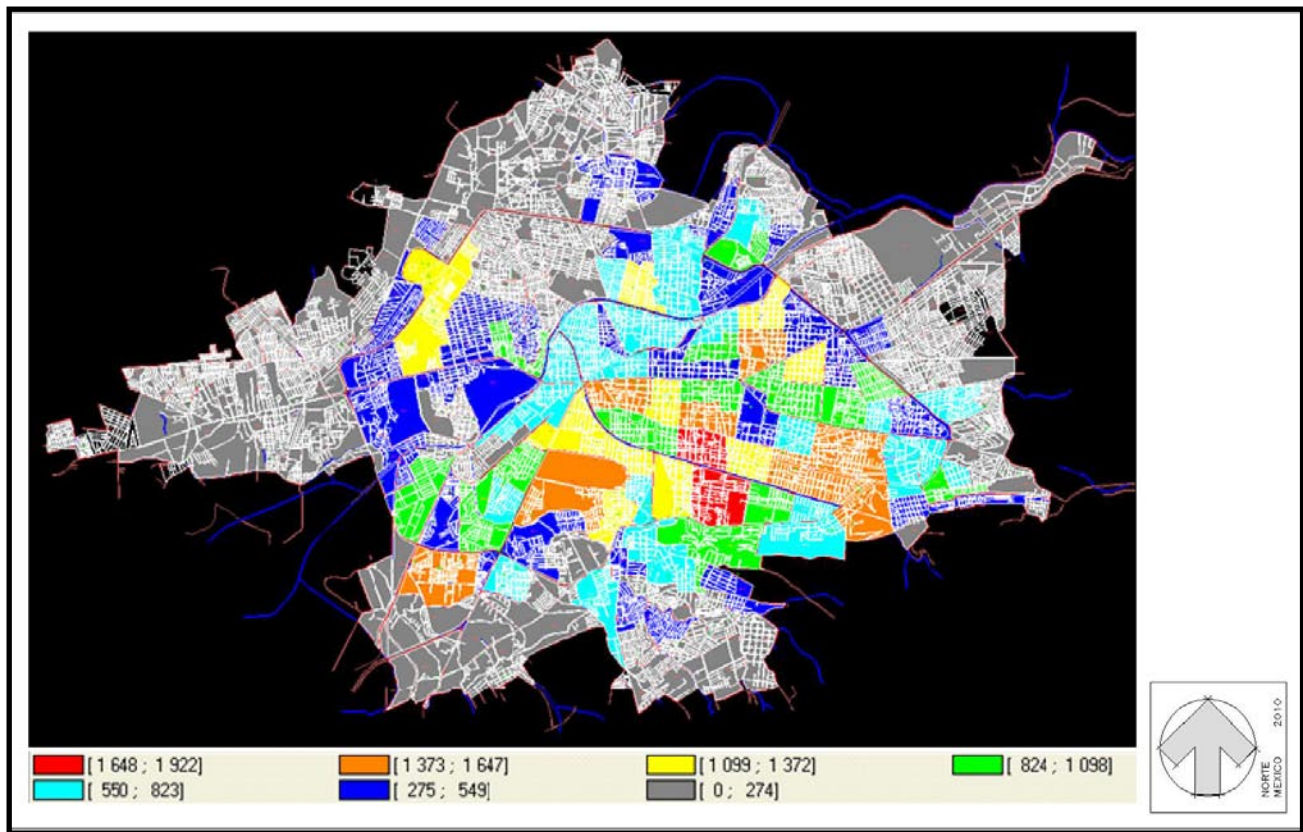 [ 1 648 ; 1 922]
[ 1 373 ; 1 647]
[ 1 099 ; 1 372]
[ 824 ; 1 098]
[ 550 ; 823]
[ 275 ; 549]
[ 0 ; 274]
NORTE 2010
MEXICO